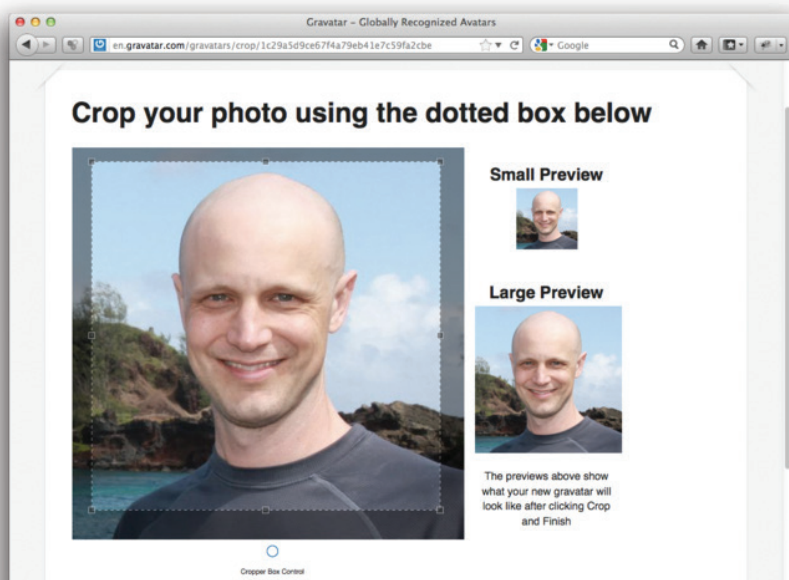 Gravatar – Globally Recognized Avatars
en.gravatar.com/gravatars/crop/1c29a5d9ce67f4a79eb41e7c59fa2cbe
Google
Crop your photo using the dotted box below
Small Preview
Large Preview
The previews above show
what your new gravatar will
look like after clicking Crop
and Finish
Cropper Box Control